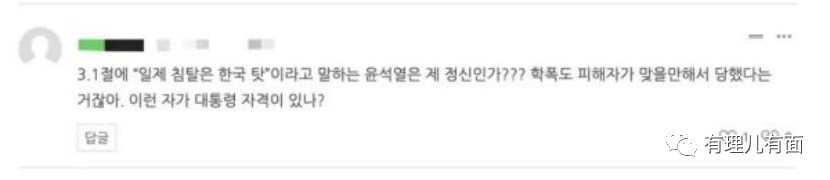 3.1절에 "일제 침탈은 한국 탓"이라고 말하는 윤석열은 제 정신인가??? 학폭도 피해자가 맞을만해서 당했다는
거잖아. 이런 자가 대통령 자격이 있나?
답글
有理儿有面